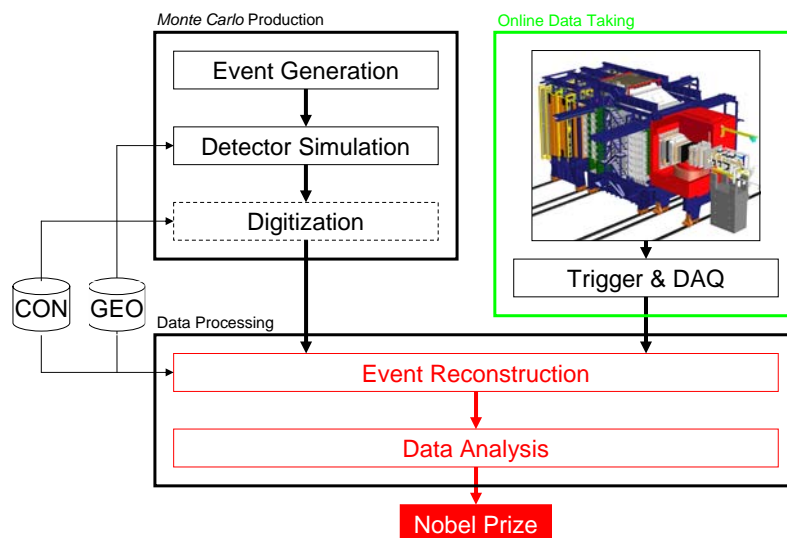 Monte Carlo Production
Online Data Taking
Event Generation
Detector Simulation
Digitization
Trigger & DAQ
CON
GEO
Data Processing
Event Reconstruction
Data Analysis
Nobel Prize